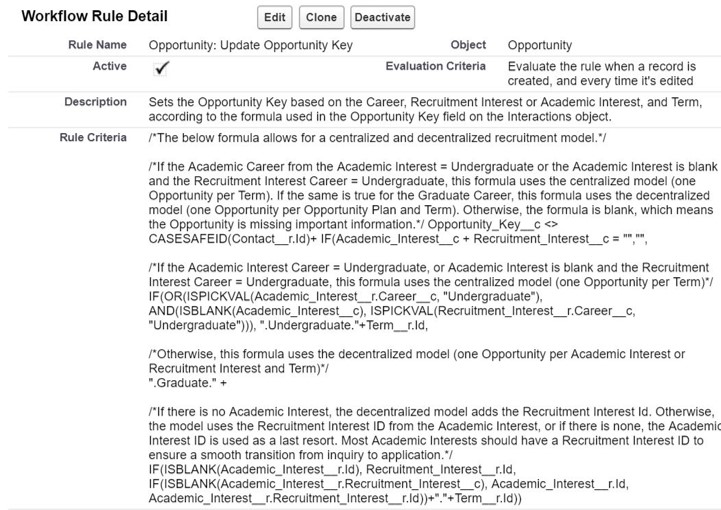 Workflow Rule Detail
Edit
Clone
Deactivate
Rule Name
Opportunity: Update Opportunity Key
Object
Opportunity
Active
Evaluation Criteria
Evaluate the rule when a record is
created, and every time it's edited
Description
Sets the Opportunity Key based on the Career, Recruitment Interest or Academic Interest, and Term,
according to the formula used in the Opportunity Key field on the Interactions object.
Rule Criteria
/*The below formula allows for a centralized and decentralized recruitment model.*/
/*If the Academic Career from the Academic Interest = Undergraduate or the Academic Interest is blank
and the Recruitment Interest Career = Undergraduate, this formula uses the centralized model (one
Opportunity per Term). If the same is true for the Graduate Career, this formula uses the decentralized
model (one Opportunity per Opportunity Plan and Term). Otherwise, the formula is blank, which means
the Opportunity is missing important information.*/ Opportunity_Key__c <>
CASESAFEID(Contact__r.Id)+ IF(Academic_Interest__c + Recruitment_Interest__c = "","",
/*If the Academic Interest Career = Undergraduate, or Academic Interest is blank and the Recruitment
Interest Career = Undergraduate, this formula uses the centralized model (one Opportunity per Term)*/
IF(OR(ISPICKVAL(Academic_Interest__r.Career__c, "Undergraduate"),
AND(ISBLANK(Academic_Interest__c), ISPICKVAL(Recruitment_Interest__r.Career__c,
"Undergraduate"))), ".Undergraduate."+Term__r.Id,
/*Otherwise, this formula uses the decentralized model (one Opportunity per Academic Interest or
Recruitment Interest and Term)*/
".Graduate." +
/*If there is no Academic Interest, the decentralized model adds the Recruitment Interest Id. Otherwise,
the model uses the Recruitment Interest ID from the Academic Interest, or if there is none, the Academic
Interest ID is used as a last resort. Most Academic Interests should have a Recruitment Interest ID to
ensure a smooth transition from inquiry to application.*/
IF(ISBLANK(Academic_Interest__r.Id), Recruitment_Interest__r.Id,
IF(ISBLANK(Academic_Interest__r.Recruitment_Interest__c), Academic_Interest__r.Id,
Academic_Interest__r.Recruitment_Interest__r.Id))+"."+Term__r.Id))